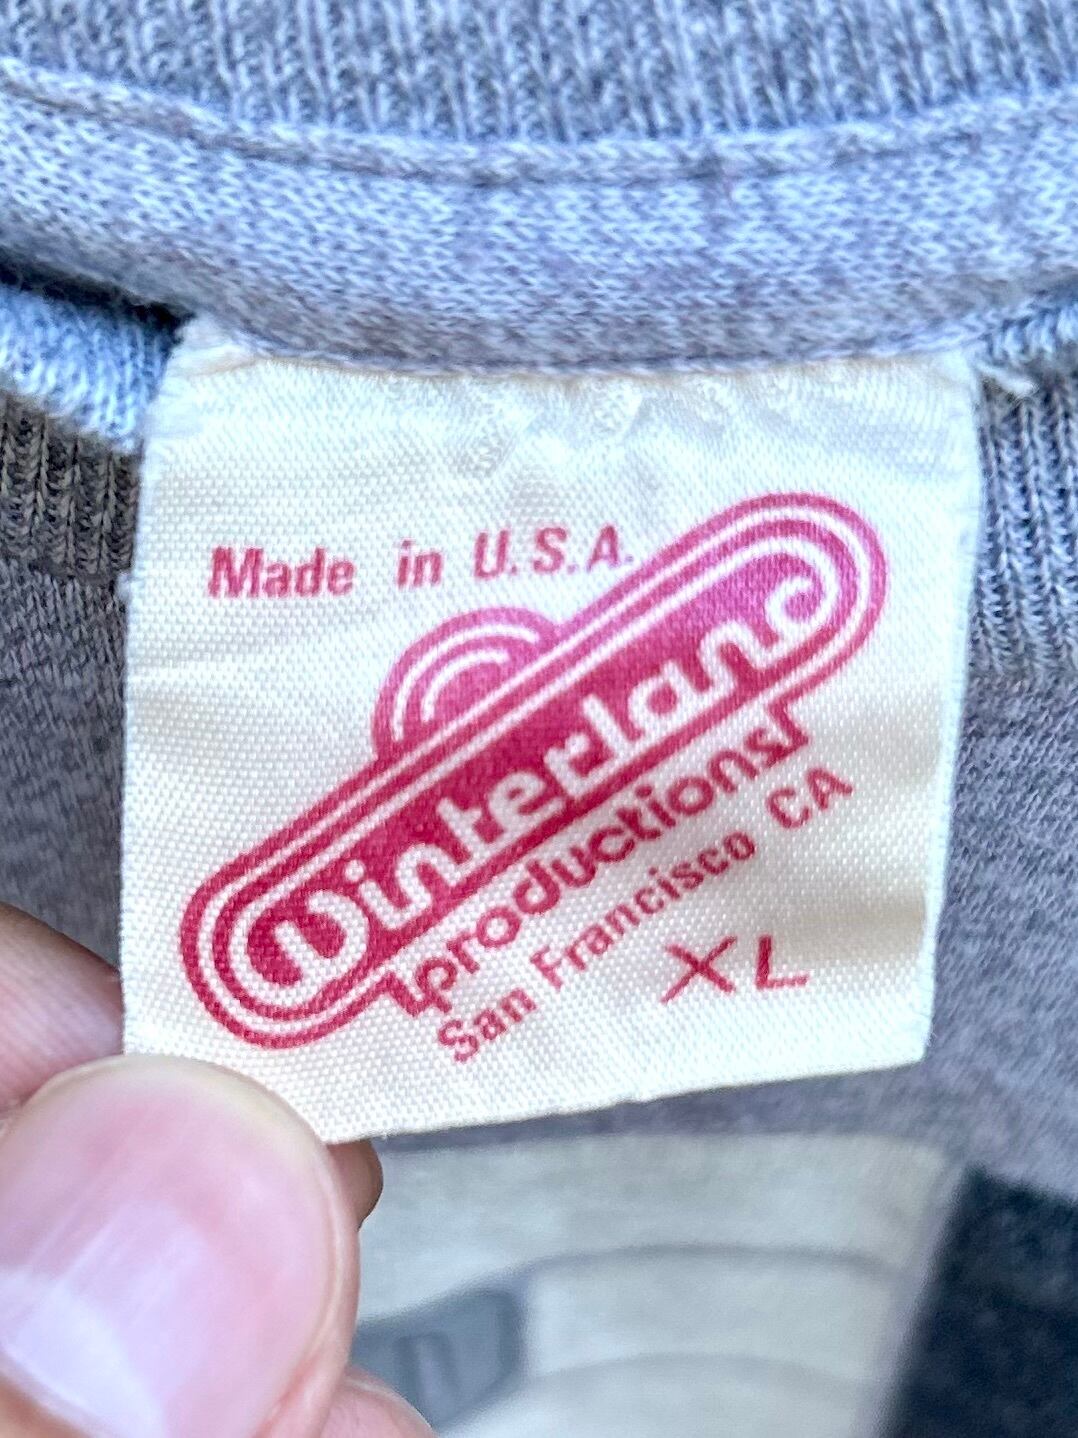 Made in U.S.A.
Winterland
productions
San Francisco CA
XL